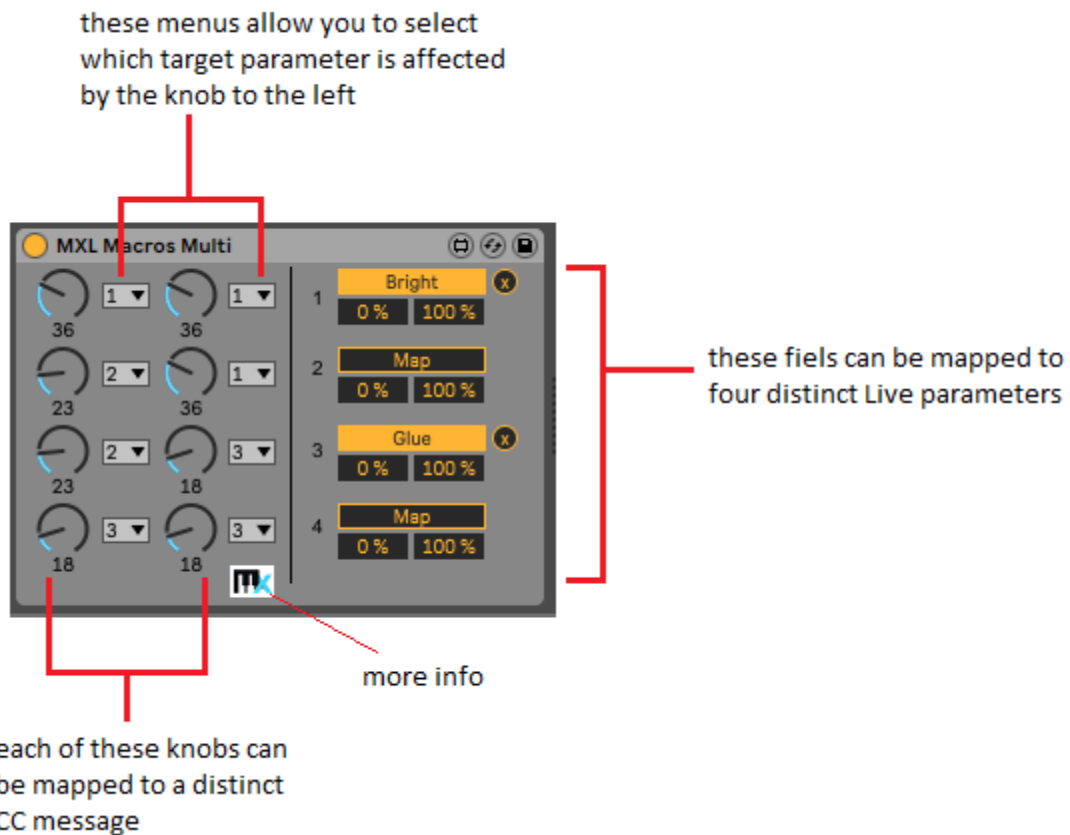 these menus allow you to select
which target parameter is affected
by the knob to the left
MXL Macros Multi
36 1 36 1
23 2 36 1
23 2 18 3
18 3 18 3
1 Bright x
0 % 100 %
2 Map
0 % 100 %
3 Glue x
0 % 100 %
4 Map
0 % 100 %
mx
these fiels can be mapped to
four distinct Live parameters
more info
each of these knobs can
be mapped to a distinct
CC message